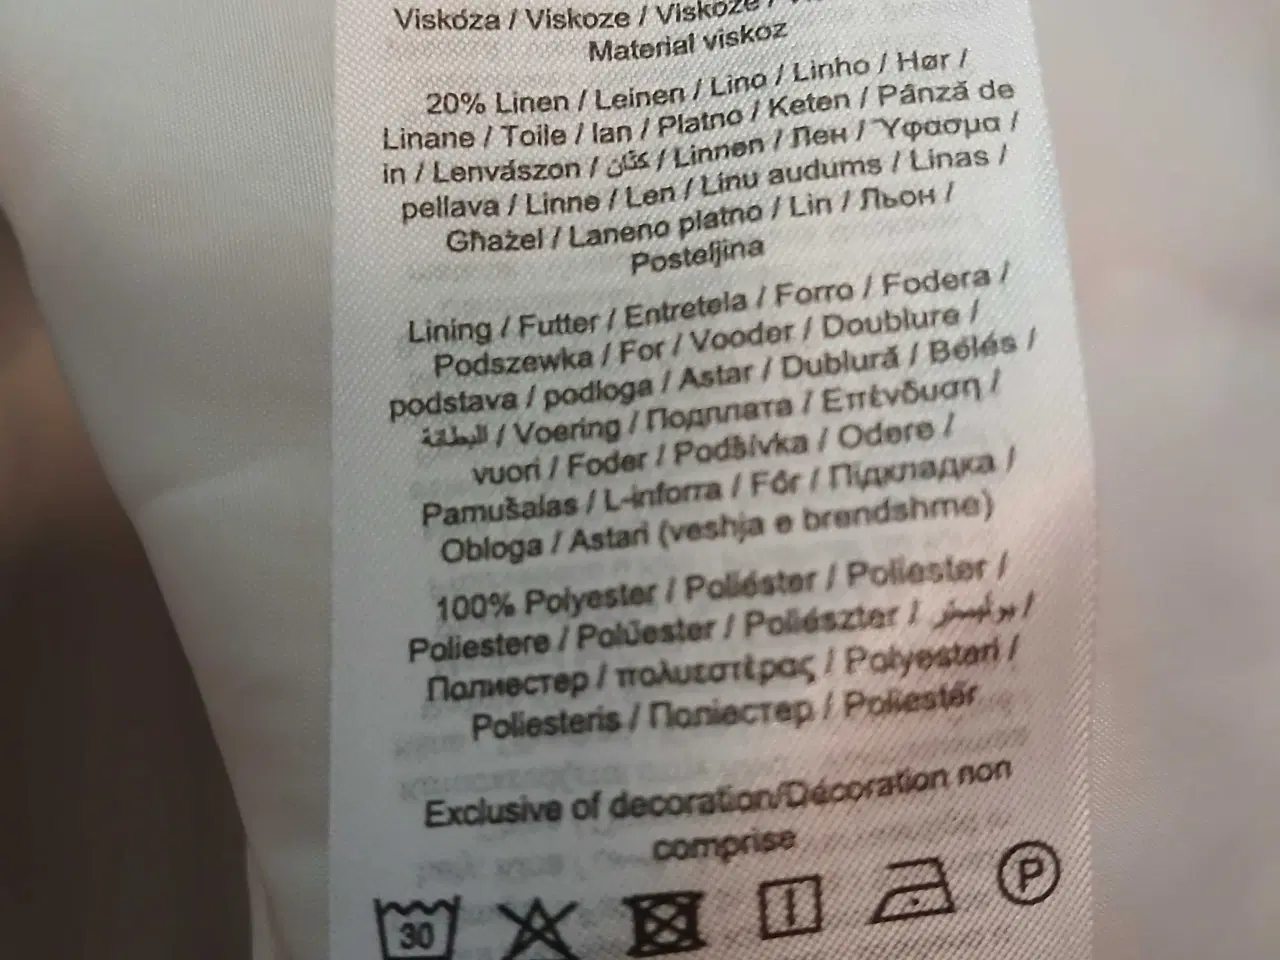 Viskóza / Viskoze / Viskoze /
Material viskoz
20% Linen / Leinen / Lino / Linho / Hør /
Linane / Toile / lan / Platno / Keten / Pânză de
in / Lenvászon / كتّان / Linnen / Лен / Ύφασμα /
pellava / Linne / Len / Linu audums / Linas /
Għażel / Laneno platno / Lin / Льон /
Posteljina
Lining / Futter / Entretela / Forro / Fodera /
Podszewka / For / Vooder / Doublure /
podstava / podloga / Astar / Dublură / Bélés /
البطانة / Voering / Подплата / Επένδυση /
vuori / Foder / Podšívka / Odere /
Pamušalas / L-inforra / Fór / Підкладка /
Obloga / Astari (veshja e brendshme)
100% Polyester / Poliéster / Poliester /
Poliestere / Polüester / Poliészter / بوليستر /
Полиестер / πολυεστέρας / Polyesteri /
Poliesteris / Поліестер / Poliestër
Exclusive of decoration/Décoration non
comprise
30
P